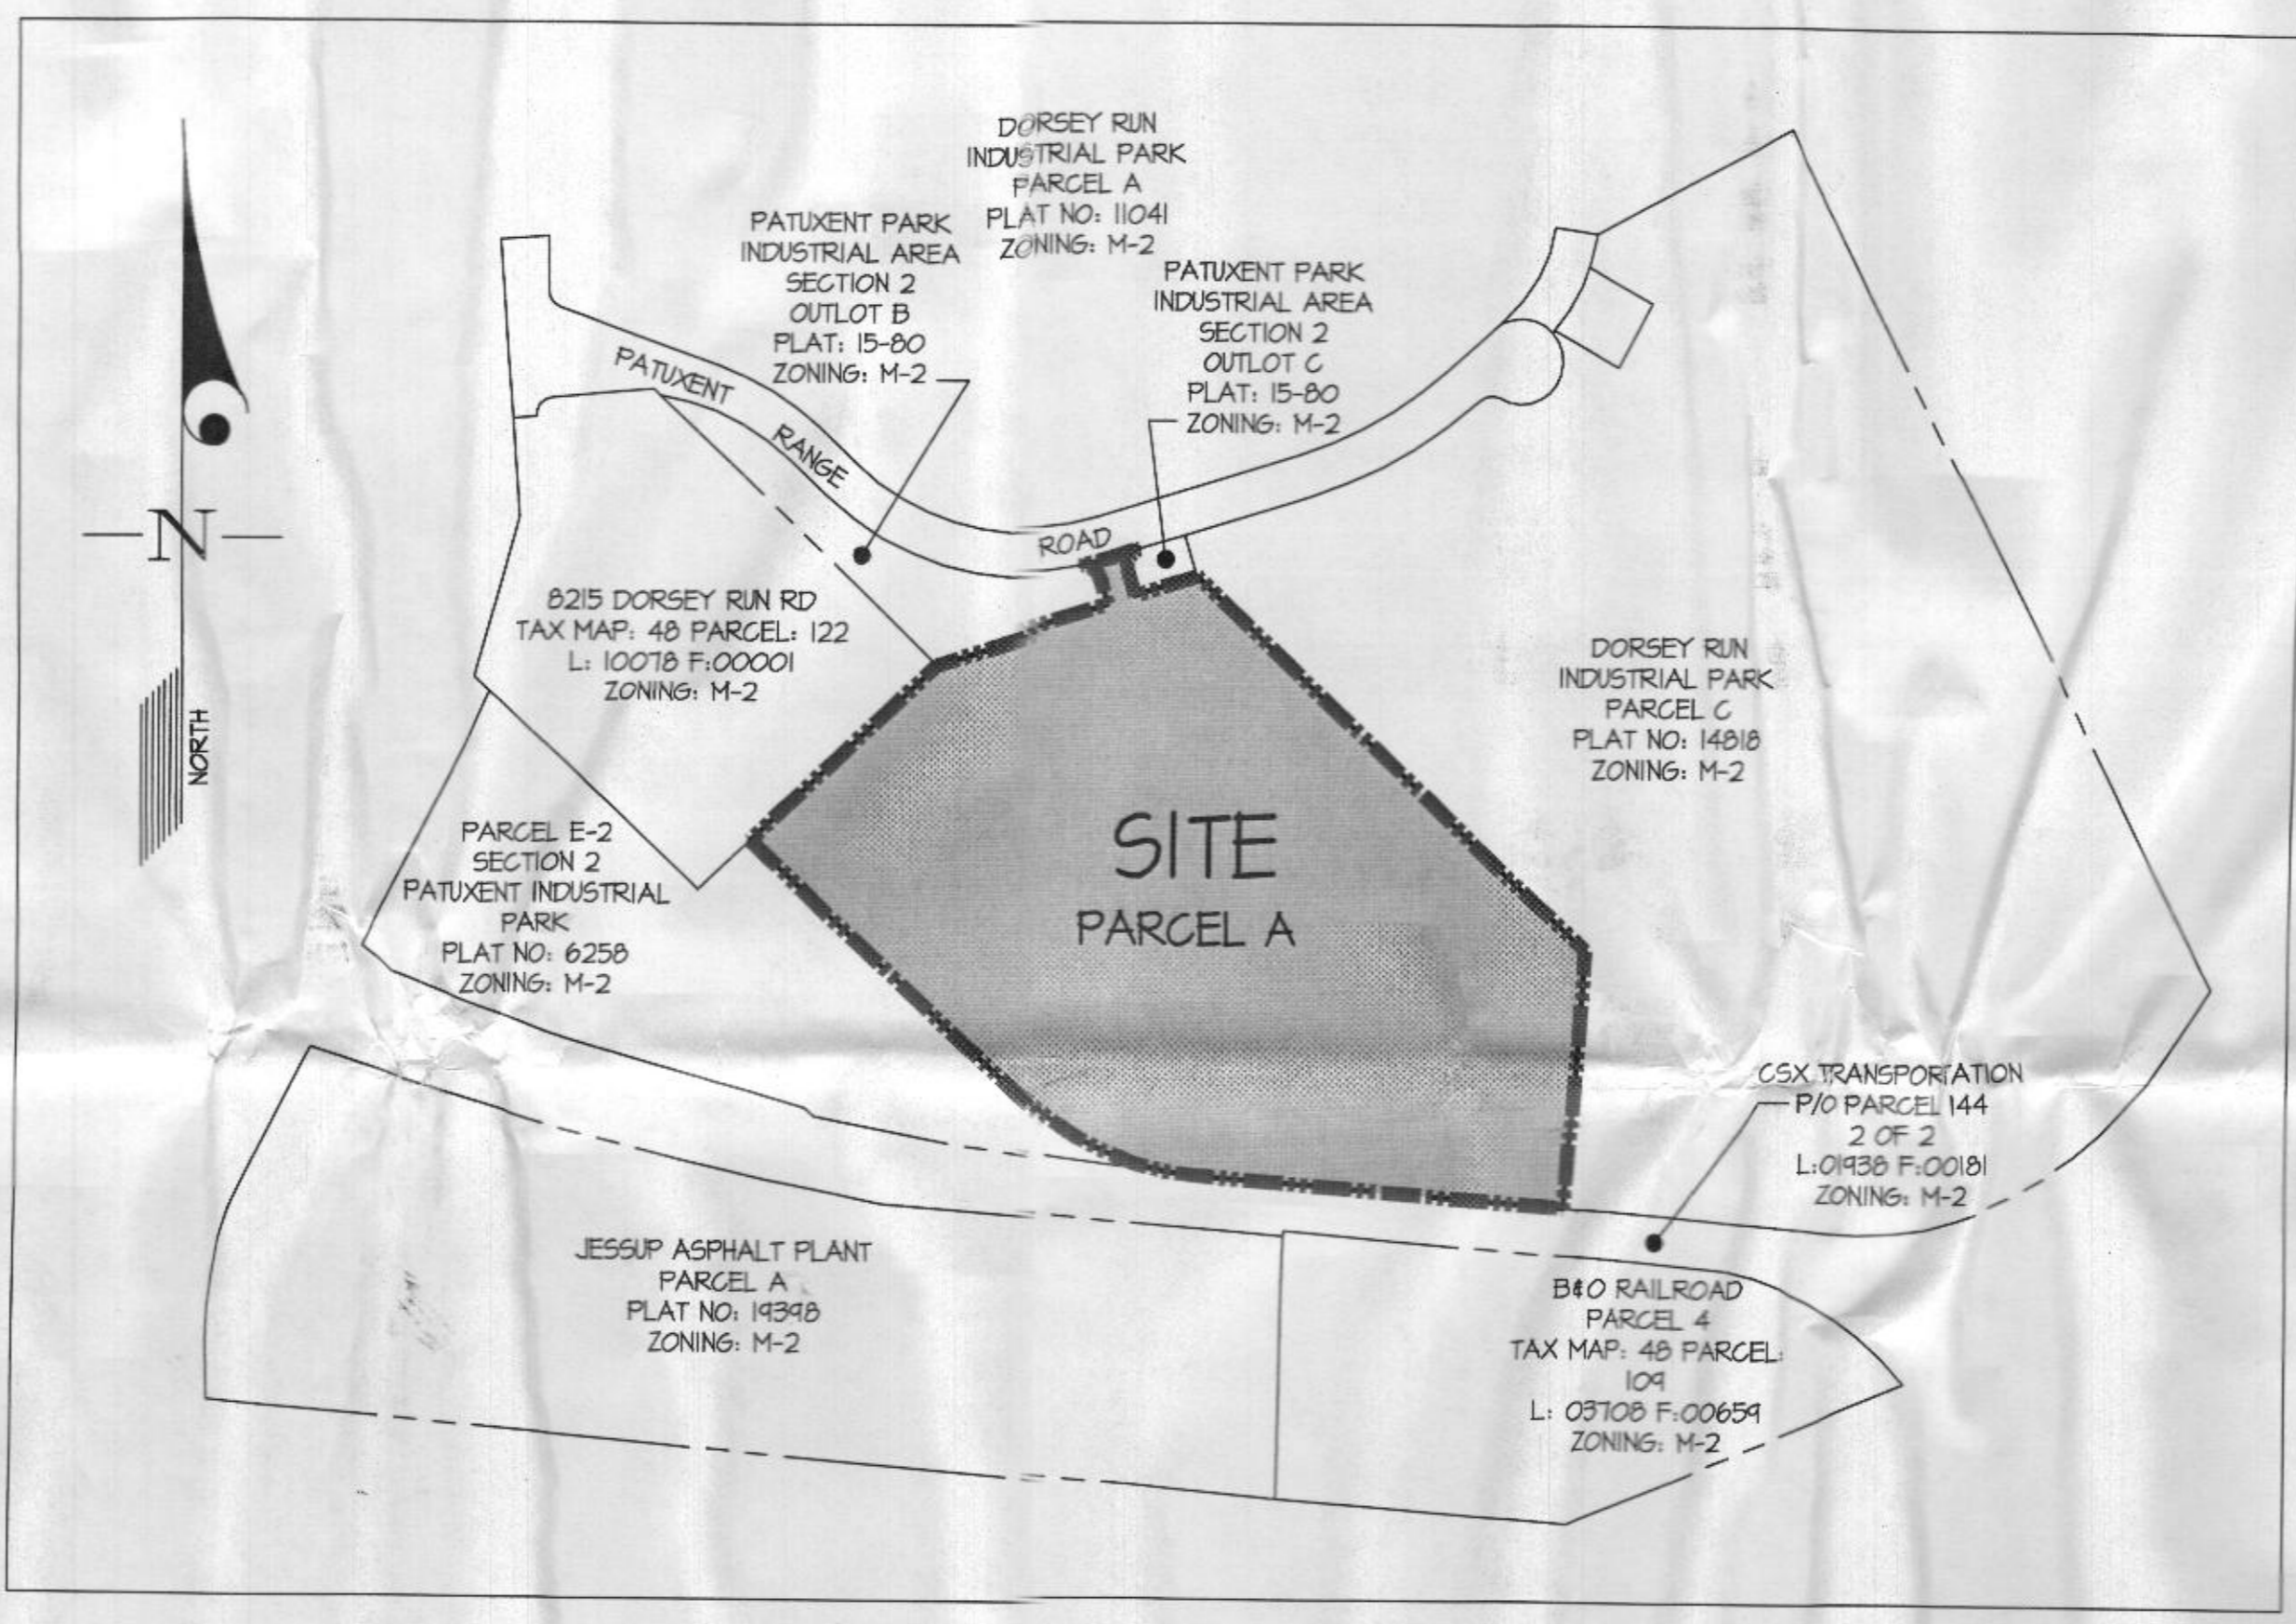 DORSEY RUN
INDUSTRIAL PARK
PARCEL A
PLAT NO: 11041
ZONING: M-2
PATUXENT PARK
INDUSTRIAL AREA
SECTION 2
OUTLOT B
PLAT: 15-80
ZONING: M-2
PATUXENT PARK
INDUSTRIAL AREA
SECTION 2
OUTLOT C
PLAT: 15-80
ZONING: M-2
PATUXENT
RANGE
ROAD
N
NORTH
8215 DORSEY RUN RD
TAX MAP: 48 PARCEL: 122
L: 10078 F:00001
ZONING: M-2
DORSEY RUN
INDUSTRIAL PARK
PARCEL C
PLAT NO: 14818
ZONING: M-2
SITE
PARCEL A
PARCEL E-2
SECTION 2
PATUXENT INDUSTRIAL
PARK
PLAT NO: 6258
ZONING: M-2
CSX TRANSPORTATION
P/O PARCEL 144
2 OF 2
L:01938 F:00181
ZONING: M-2
JESSUP ASPHALT PLANT
PARCEL A
PLAT NO: 19398
ZONING: M-2
B&O RAILROAD
PARCEL 4
TAX MAP: 48 PARCEL:
109
L: 03708 F:00659
ZONING: M-2